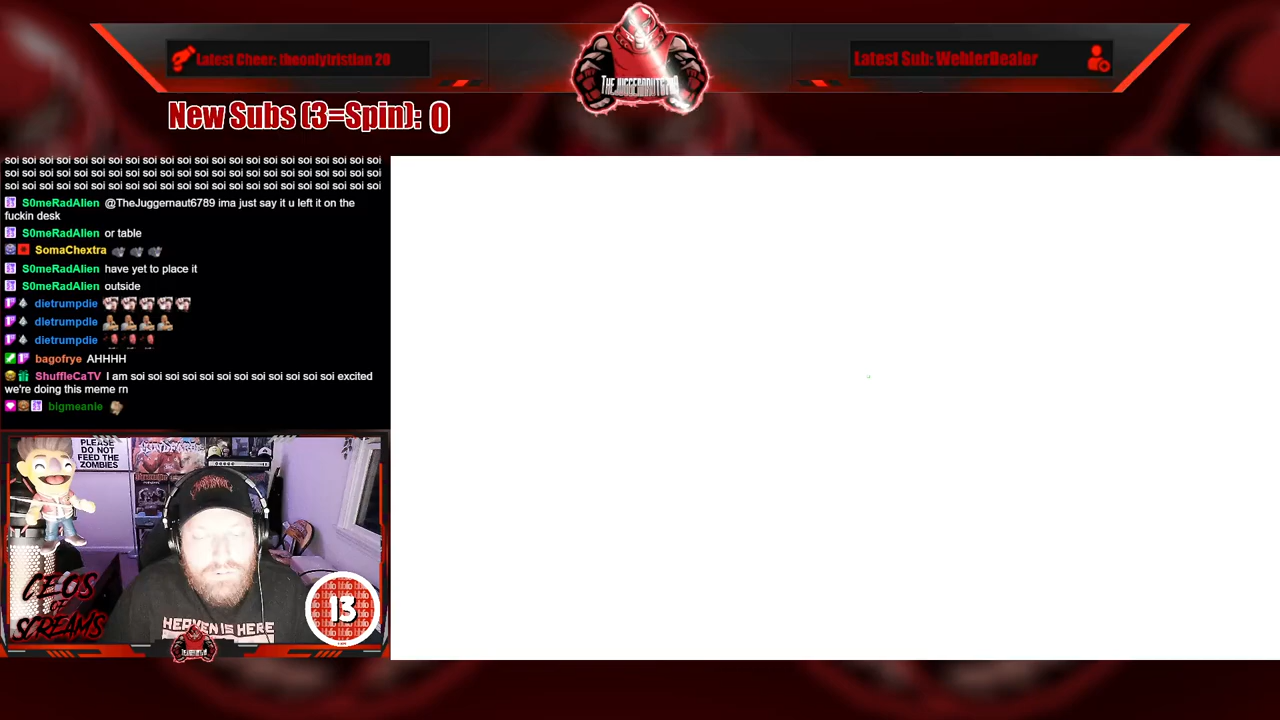 Latest Cheer: theonlytristian 20
THEJUGGERNAUT6789
Latest Sub: WehlerDealer
New Subs (3=Spin): 0
soi soi soi soi soi soi soi soi soi soi soi soi soi soi soi soi soi soi soi soi soi soi
soi soi soi soi soi soi soi soi soi soi soi soi soi soi soi soi soi soi soi soi soi soi
soi soi soi soi soi soi soi soi soi soi soi soi soi soi soi soi soi soi soi soi soi soi
S0meRadAlien @TheJuggernaut6789 ima just say it u left it on the
fuckin desk
S0meRadAlien or table
SomaChextra
S0meRadAlien have yet to place it
S0meRadAlien outside
dietrumpdie
dietrumpdie
dietrumpdie
bagofrye AHHHH
ShuffleCaTV I am soi soi soi soi soi soi soi soi soi soi soi soi excited
we're doing this meme rn
bigmeanie
PLEASE
DO NOT
FEED THE
ZOMBIES
CEOS
OF
SCREAMS
HEAVEN IS HERE
13